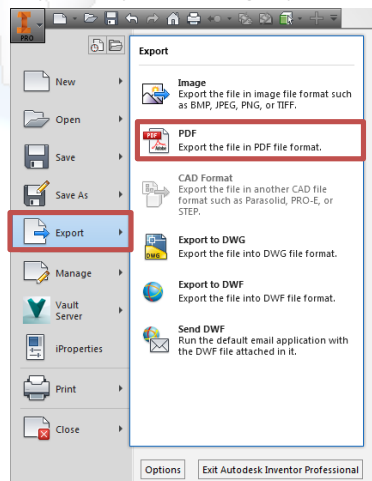 PRO
Export
New
Open
Save
Save As
Export
Manage
Vault
Server
iProperties
Print
Close
Image
Export the file in image file format such
as BMP, JPEG, PNG, or TIFF.
PDF
PDF
Export the file in PDF file format.
CAD Format
Export the file in another CAD file
format such as Parasolid, PRO-E, or
STEP.
DWG
Export to DWG
Export the file into DWG file format.
Export to DWF
Export the file into DWF file format.
Send DWF
Run the default email application with
the DWF file attached in it.
Options
Exit Autodesk Inventor Professional